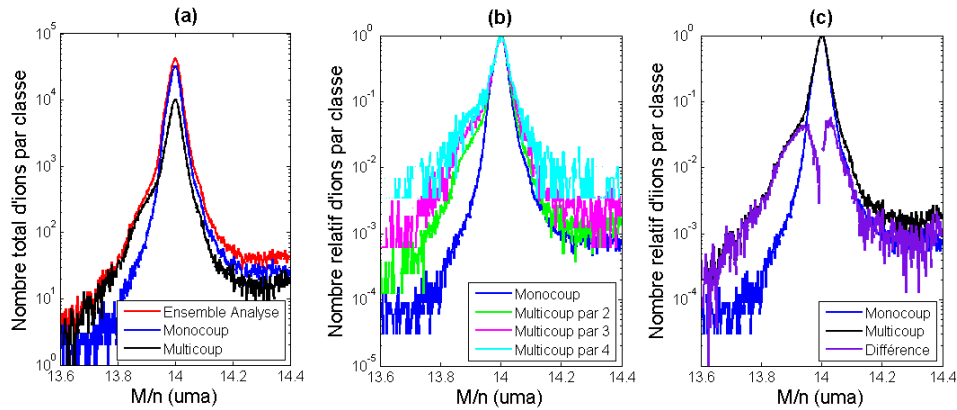 (a)
Nombre total d'ions par classe
10^5
10^4
10^3
10^2
10^1
10^0
13.6
13.8
14
14.2
14.4
M/n (uma)
Ensemble Analyse
Monocoup
Multicoup
(b)
Nombre relatif d'ions par classe
10^0
10^-1
10^-2
10^-3
10^-4
10^-5
13.6
13.8
14
14.2
14.4
M/n (uma)
Monocoup
Multicoup par 2
Multicoup par 3
Multicoup par 4
(c)
Nombre relatif d'iions par classe
10^0
10^-1
10^-2
10^-3
10^-4
10^-5
13.6
13.8
14
14.2
14.4
M/n (uma)
Monocoup
Multicoup
Différence